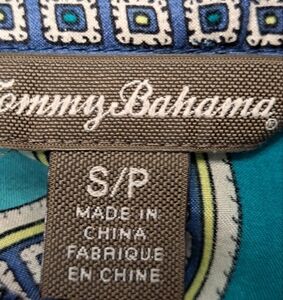 Tommy Bahama®
S/P
MADE IN
CHINA
FABRIQUE
EN CHINE